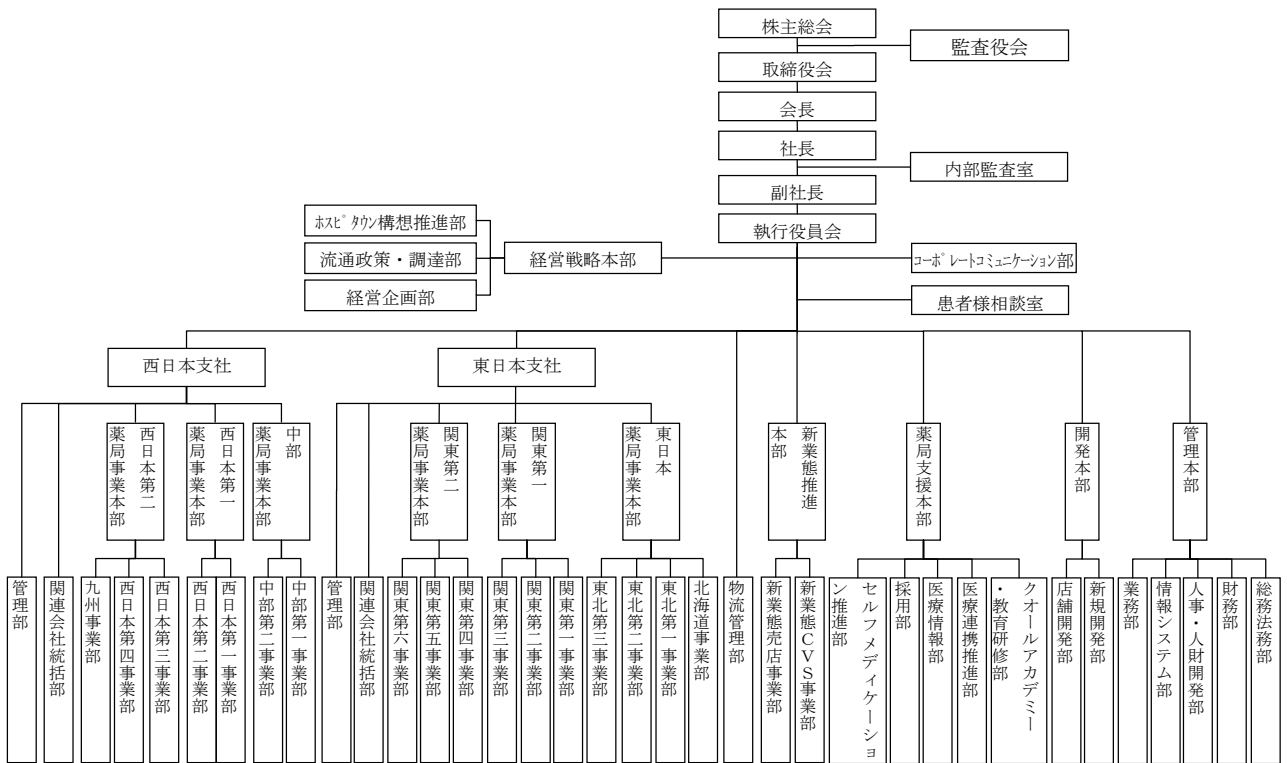 株主総会
監査役会
取締役会
会長
社長
内部監査室
副社長
執行役員会
ﾎｽﾋﾟﾀｳﾝ構想推進部
流通政策・調達部
経営企画部
経営戦略本部
ｺｰﾎﾟﾚｰﾄｺﾐｭﾆｹｰｼｮﾝ部
患者様相談室
西日本支社
東日本支社
西日本第二
薬局事業本部
西日本第一
薬局事業本部
中部
薬局事業本部
関東第二
薬局事業本部
関東第一
薬局事業本部
東日本
薬局事業本部
新業態推進
本部
薬局支援本部
開発本部
管理本部
管理部
関連会社統括部
九州事業部
西日本第四事業部
西日本第三事業部
西日本第二事業部
西日本第一事業部
中部第二事業部
中部第一事業部
管理部
関連会社統括部
関東第六事業部
関東第五事業部
関東第四事業部
関東第三事業部
関東第二事業部
関東第一事業部
東北第三事業部
東北第二事業部
東北第一事業部
北海道事業部
物流管理部
新業態売店事業部
新業態CVS事業部
セルフメディケーショ
ン推進部
採用部
医療情報部
医療連携推進部
クオールアカデミー
・教育研修部
店舗開発部
新規開発部
業務部
情報システム部
人事・人財開発部
財務部
総務法務部